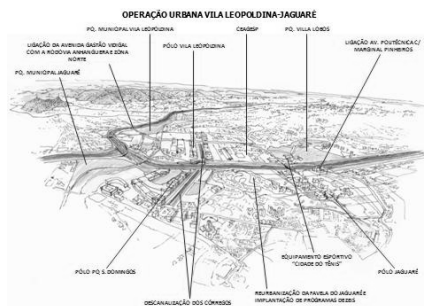 OPERAÇÃO URBANA VILA LEOPOLDINA-JAGUARÉ
PQ. MUNICIPAL VILA LEOPOLDINA
CEAGESP
PQ. VILLA LOBOS
LIGAÇÃO AV. POLITÉCNICA C/
MARGINAL PINHEIROS
LIGAÇÃO DA AVENIDA GASTÃO VIDIGAL
COM A RODOVIA ANHANGUERA E ZONA
NORTE
PÓLO VILA LEOPOLDINA
PQ. MUNICIPAL JAGUARÉ
EQUIPAMENTO ESPORTIVO
"CIDADE DO TÊNIS"
PÓLO PQ. S. DOMINGOS
PÓLO JAGUARÉ
DESCANALIZAÇÃO DOS CÓRREGOS
REURBANIZAÇÃO DA FAVELA DO JAGUARÉ E
IMPLANTAÇÃO DE PROGRAMAS DE ZEIS